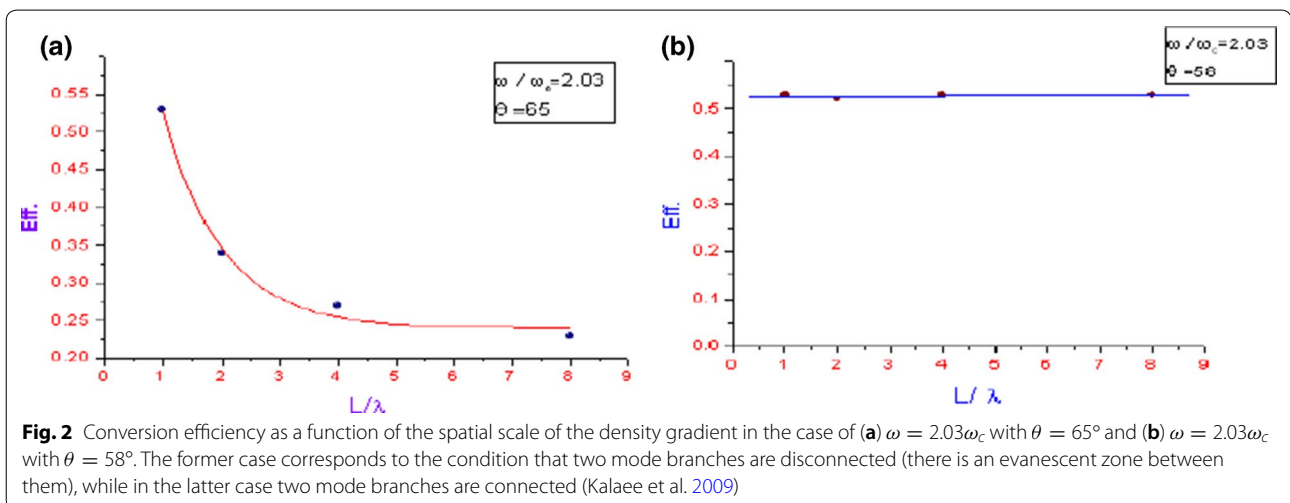 (a)
ω / ωc=2.03
θ =65
0.55
0.50
0.45
0.40
0.35
0.30
0.25
0.20
Eff.
0 1 2 3 4 5 6 7 8 9
L/λ
(b)
ω /ωc=2.03
θ =58
0.5
0.4
0.3
0.2
0.1
0.0
Eff.
0 1 2 3 4 5 6 7 8 9
L/ λ
Fig. 2 Conversion efficiency as a function of the spatial scale of the density gradient in the case of (a) ω = 2.03ωc with θ = 65° and (b) ω = 2.03ωc
with θ = 58°. The former case corresponds to the condition that two mode branches are disconnected (there is an evanescent zone between
them), while in the latter case two mode branches are connected (Kalaee et al. 2009)